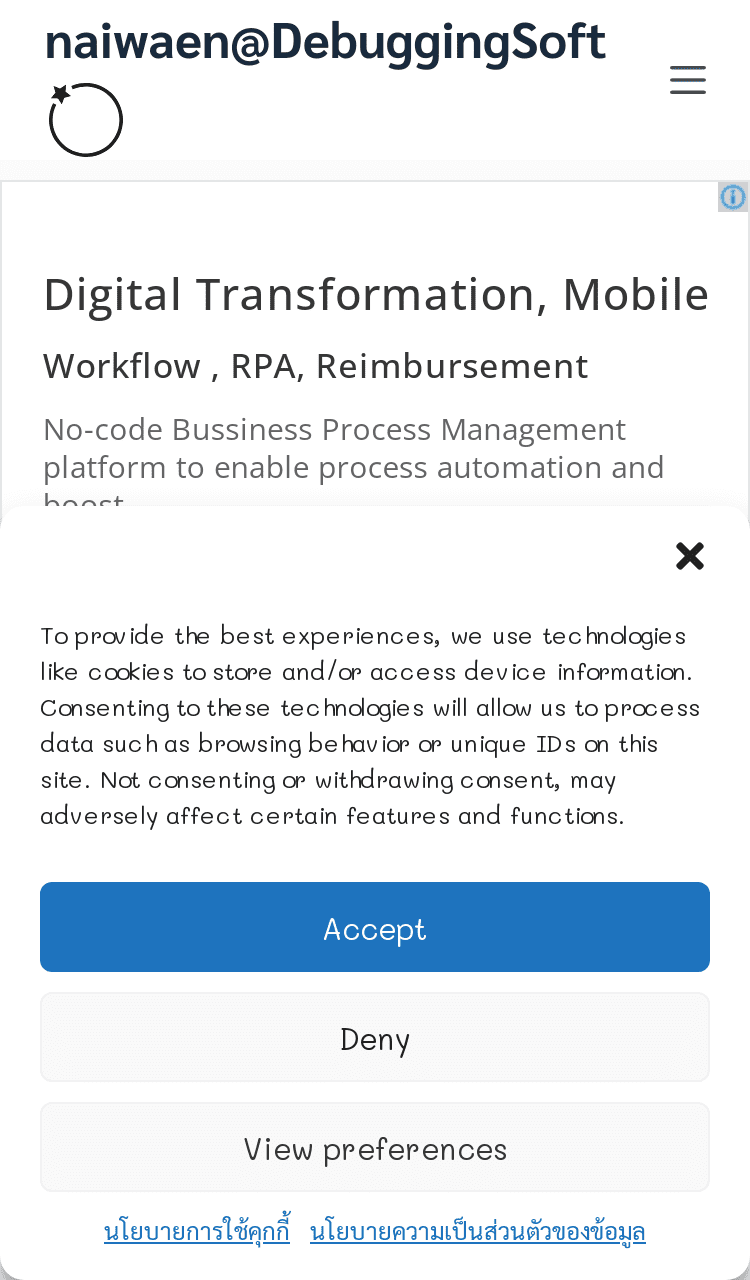 naiwaen@DebuggingSoft
Digital Transformation, Mobile
Workflow , RPA, Reimbursement
No-code Bussiness Process Management
platform to enable process automation and
boost
To provide the best experiences, we use technologies
like cookies to store and/or access device information.
Consenting to these technologies will allow us to process
data such as browsing behavior or unique IDs on this
site. Not consenting or withdrawing consent, may
adversely affect certain features and functions.
Accept
Deny
View preferences
นโยบายการใช้คุกกี้ นโยบายความเป็นส่วนตัวของข้อมูล